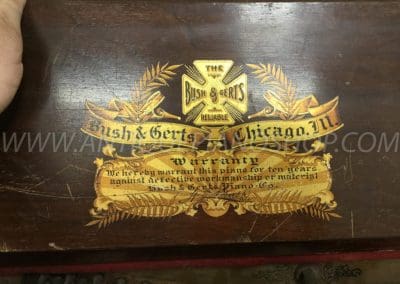 THE
BUSH & GERTS
RELIABLE
Bush & Gerts Chicago, Ill.
Warranty
We hereby warrant this piano for ten years
against defective workmanship or material
Bush & Gerts Piano Co.